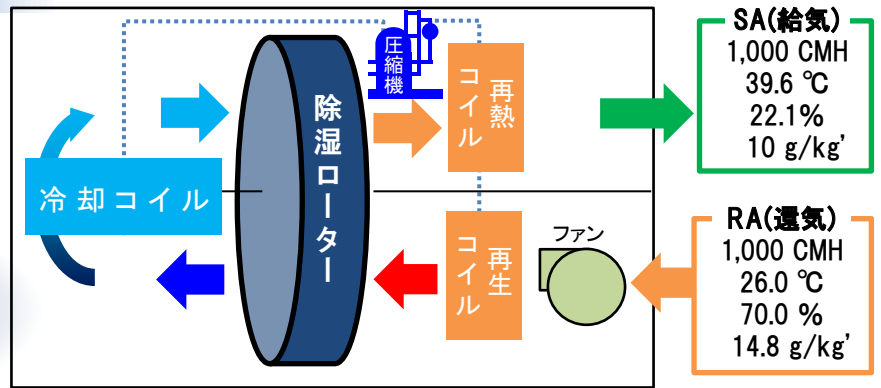 SA(給気)
1,000 CMH
39.6 ℃
22.1%
10 g/kg’
圧縮機
再熱
コイル
除湿ローター
冷却コイル
再生
コイル
ファン
RA(還気)
1,000 CMH
26.0 ℃
70.0 %
14.8 g/kg’